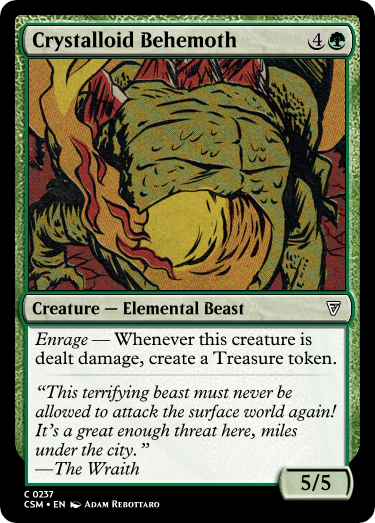 Crystalloid Behemoth 4
Creature — Elemental Beast
Enrage — Whenever this creature is
dealt damage, create a Treasure token.
“This terrifying beast must never be
allowed to attack the surface world again!
It’s a great enough threat here, miles
under the city.”
—The Wraith
5/5
C 0237
CSM • EN Adam Rebottaro